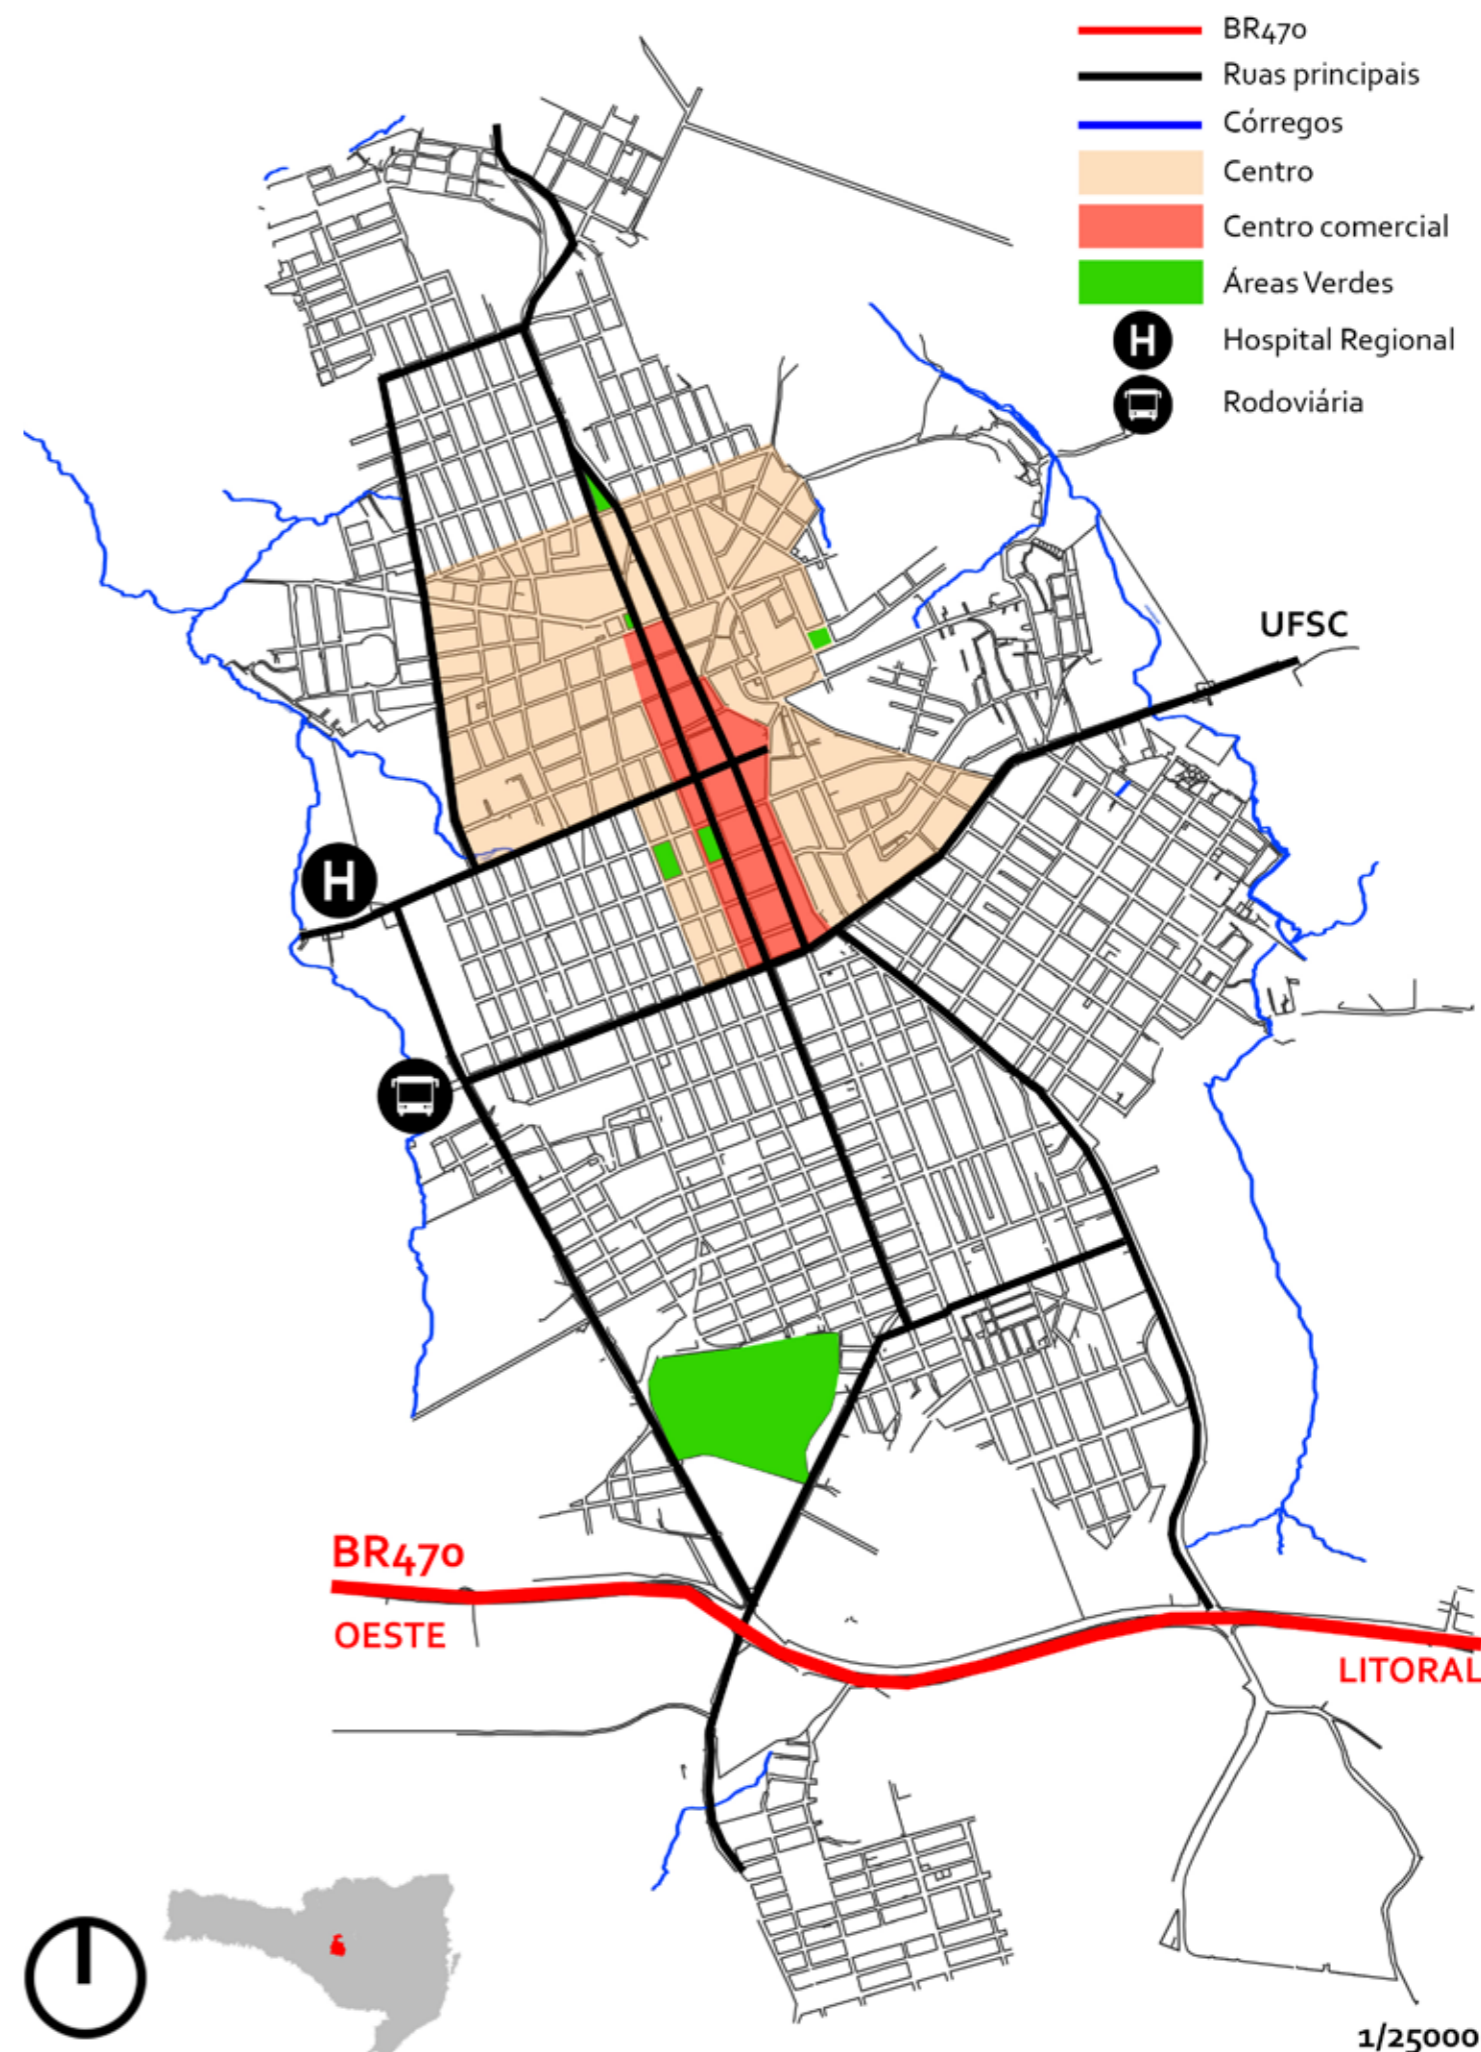 BR470
Ruas principais
Córregos
Centro
Centro comercial
Áreas Verdes
H
Hospital Regional
Rodoviária
UFSC
H
BR470
OESTE
LITORAL
1/25000